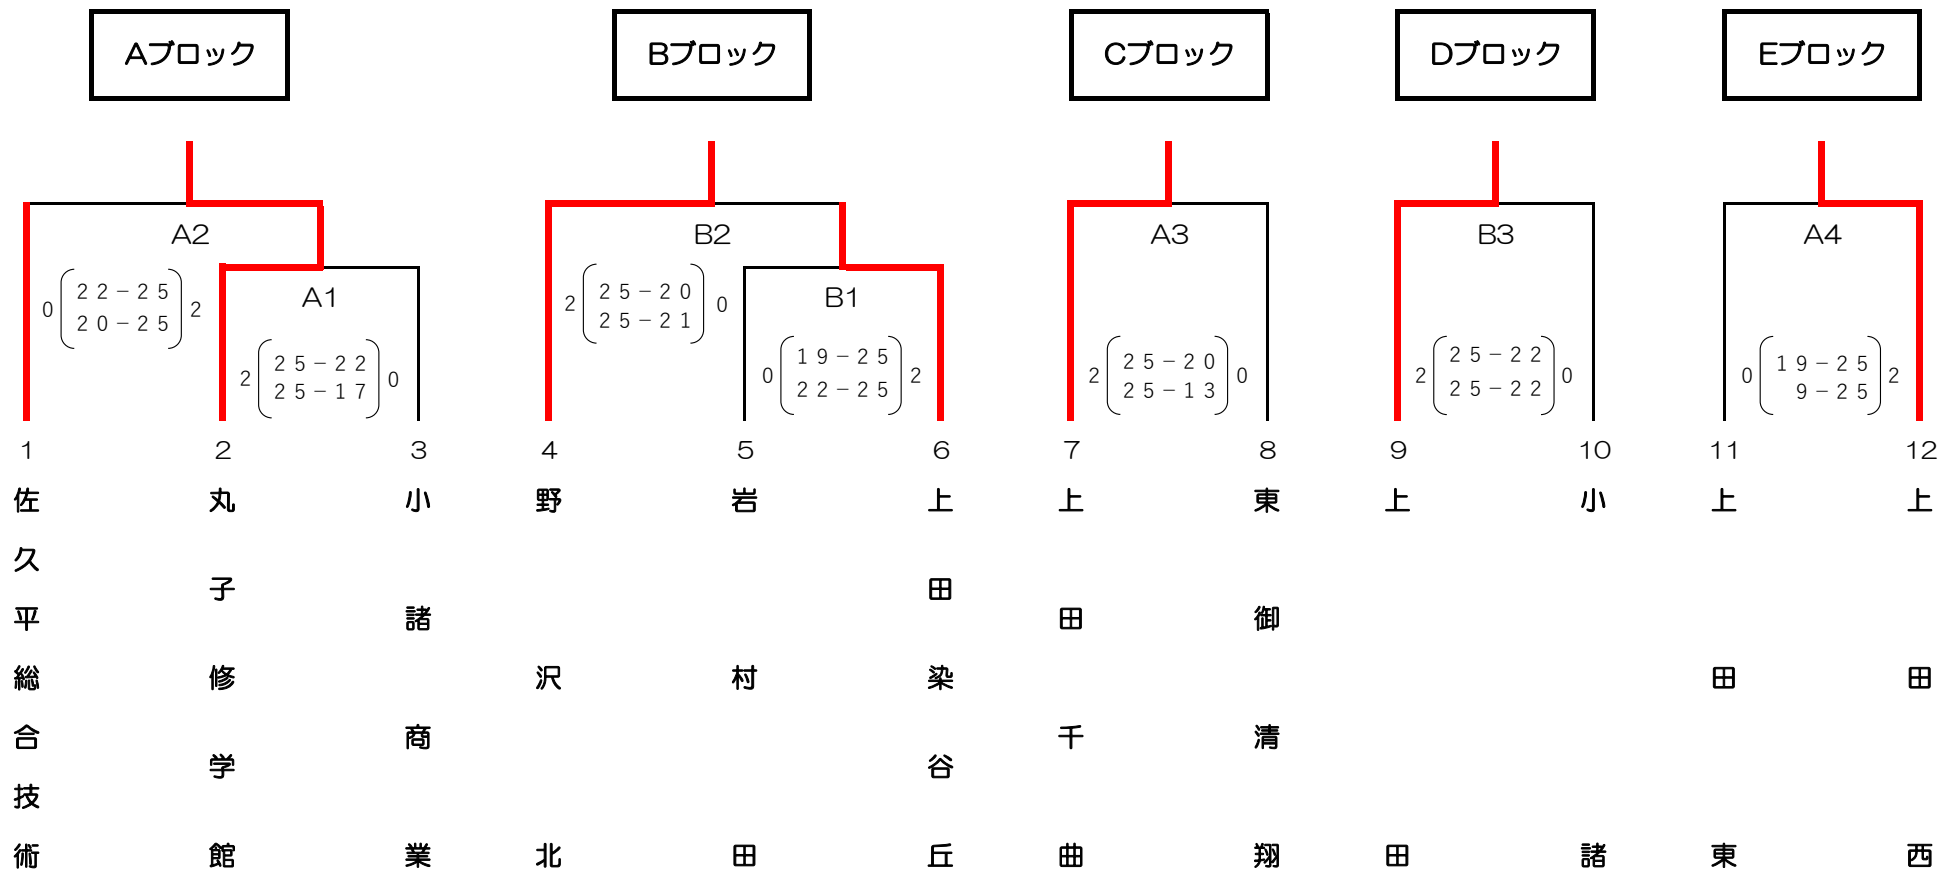 Aブロック
Bブロック
Cブロック
Dブロック
Eブロック
A2
B2
A3
B3
A4
0 22-25 2
20-25
A1
2 25-22 0
25-17
2 25-20 0
25-21
B1
0 19-25 2
22-25
2 25-20 0
25-13
2 25-22 0
25-22
0 19-25 2
9-25
1
2
3
4
5
6
7
8
9
10
11
12
佐久平総合技術
丸子修学館
小諸商業
野沢北
岩村田
上田染谷丘
上田千曲
東御清翔
上田
小諸
上田東
上田西